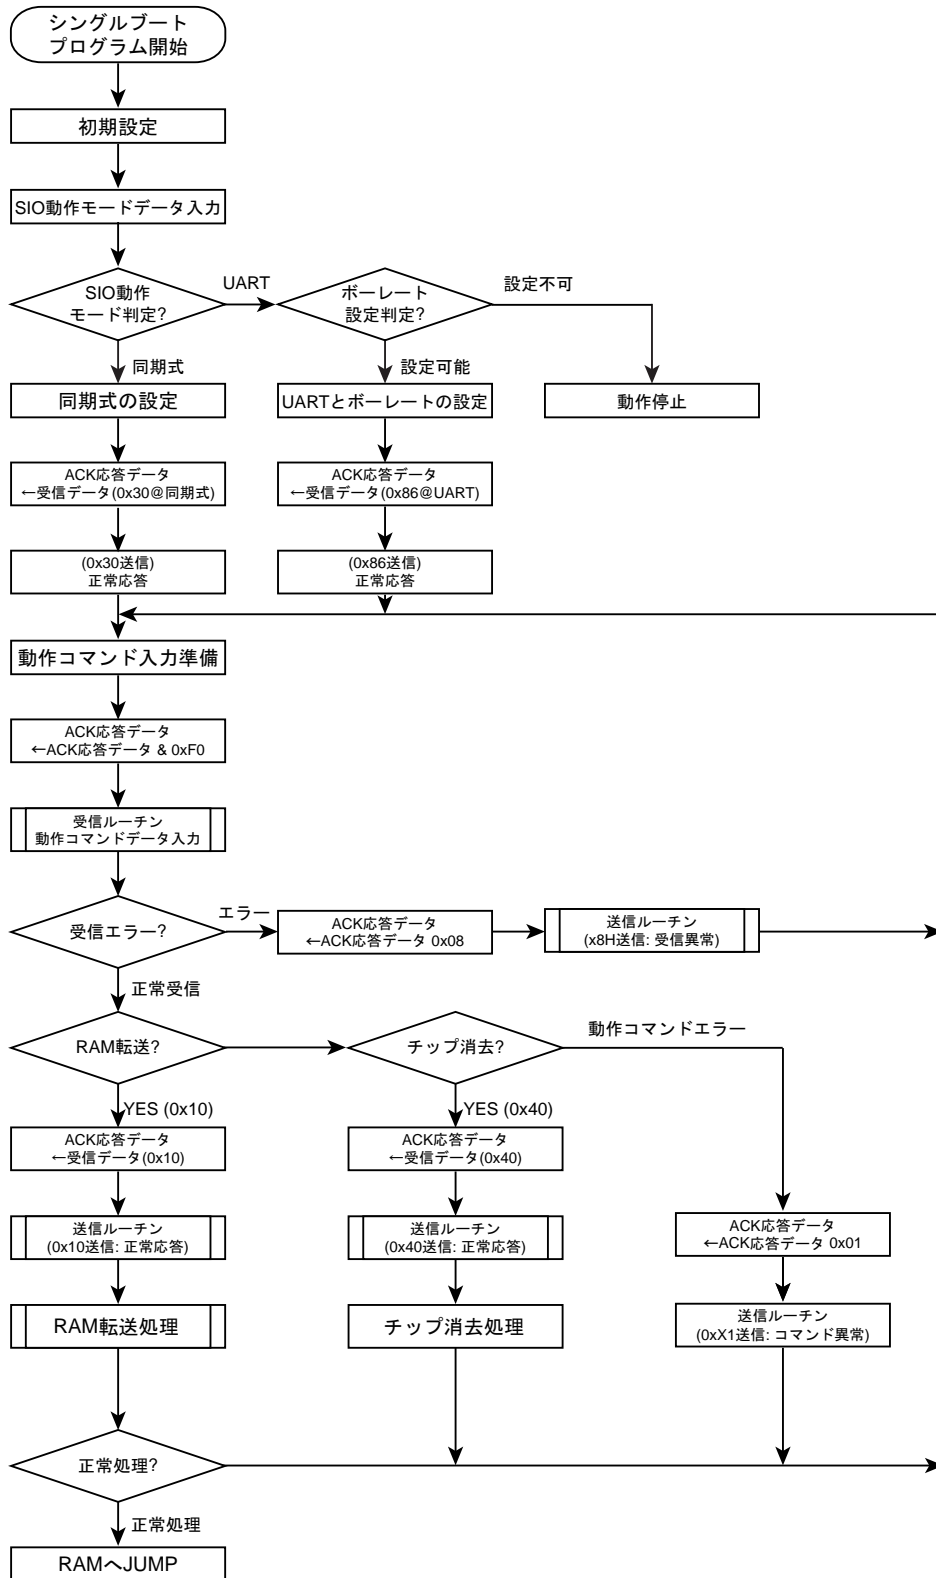 シングルブート
プログラム開始
初期設定
SIO動作モードデータ入力
SIO動作
モード判定?
UART
ボーレート
設定判定?
設定不可
同期式
設定可能
同期式の設定
UARTとボーレートの設定
動作停止
ACK応答データ
←受信データ(0x30@同期式)
ACK応答データ
←受信データ(0x86@UART)
(0x30送信)
正常応答
(0x86送信)
正常応答
動作コマンド入力準備
ACK応答データ
←ACK応答データ & 0xF0
受信ルーチン
動作コマンドデータ入力
受信エラー?
エラー
ACK応答データ
←ACK応答データ 0x08
送信ルーチン
(x8H送信: 受信異常)
正常受信
RAM転送?
チップ消去?
動作コマンドエラー
YES (0x10)
YES (0x40)
ACK応答データ
←受信データ(0x10)
ACK応答データ
←受信データ(0x40)
送信ルーチン
(0x10送信: 正常応答)
送信ルーチン
(0x40送信: 正常応答)
ACK応答データ
←ACK応答データ 0x01
RAM転送処理
チップ消去処理
送信ルーチン
(0xX1送信: コマンド異常)
正常処理?
正常処理
RAMへJUMP